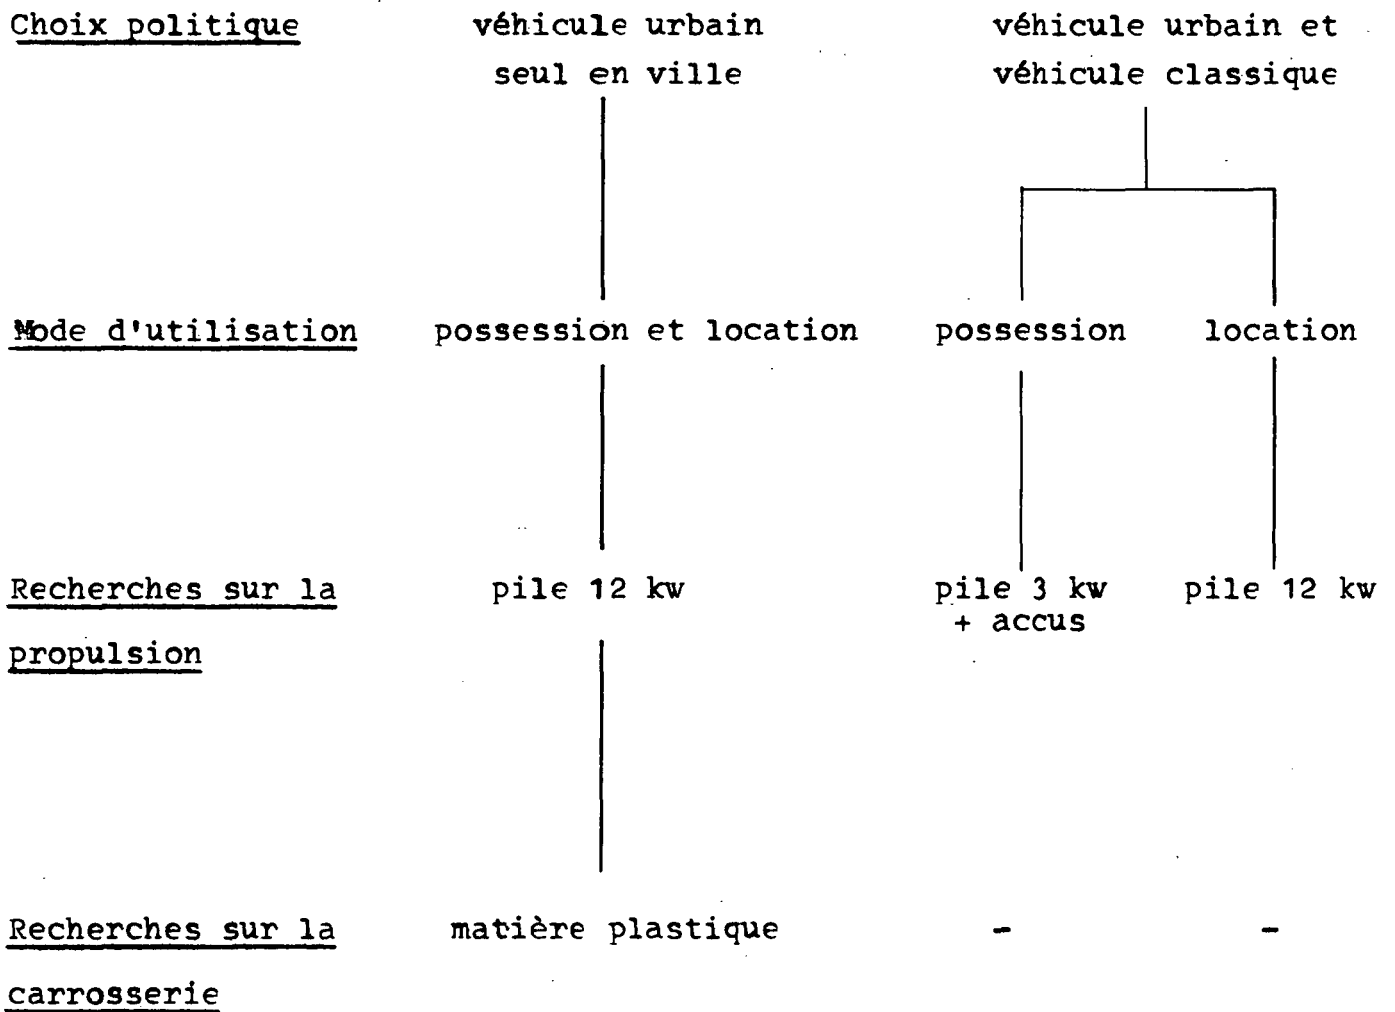 Choix politique véhicule urbain véhicule urbain et
seul en ville véhicule classique
Mode d'utilisation possession et location possession location
Recherches sur la pile 12 kw pile 3 kw pile 12 kw
+ accus
propulsion
Recherches sur la matière plastique - -
carrosserie